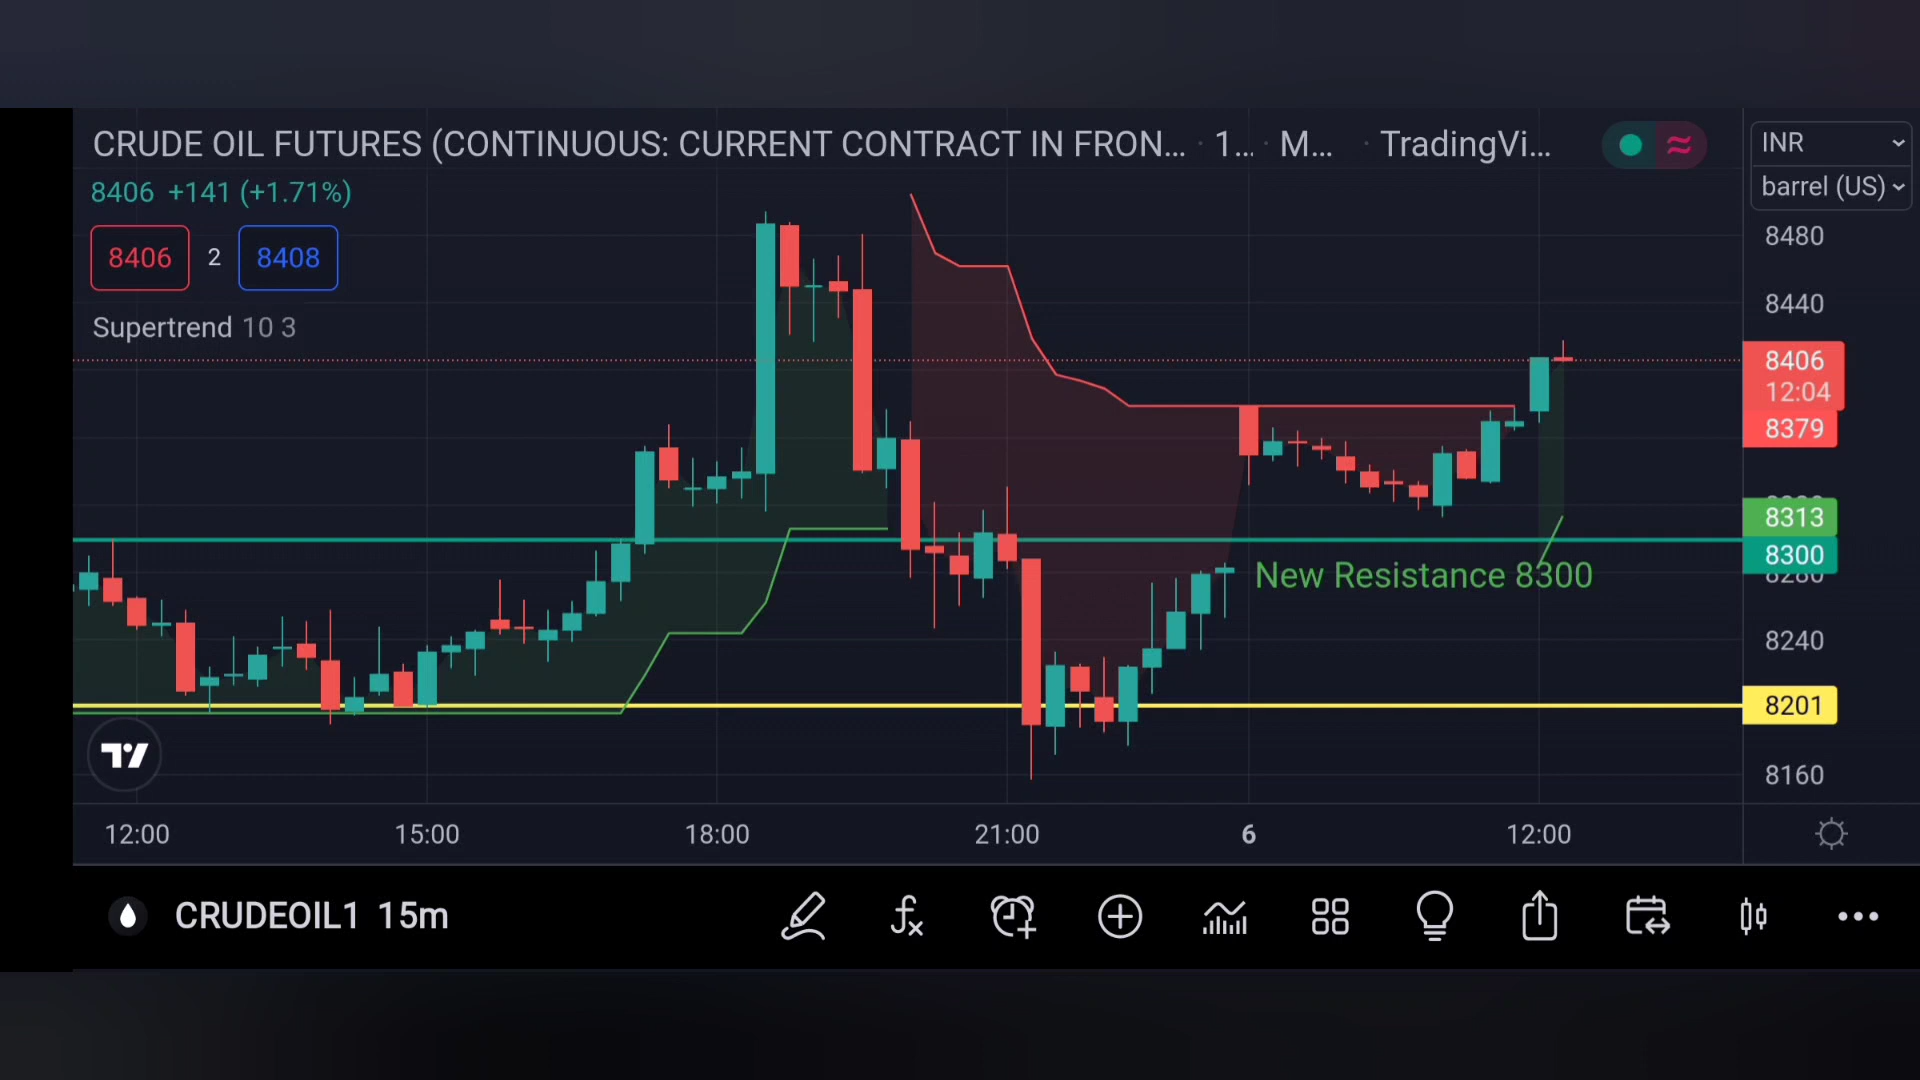 CRUDE OIL FUTURES (CONTINUOUS: CURRENT CONTRACT IN FRON... · 1... · M... · TradingVi...
INR
8406 +141 (+1.71%)
barrel (US)
8406 2 8408
8480
8440
Supertrend 10 3
8406
12:04
8379
8313
8300
8280
New Resistance 8300
8240
8201
8160
12:00 15:00 18:00 21:00 6 12:00
CRUDEOIL1 15m